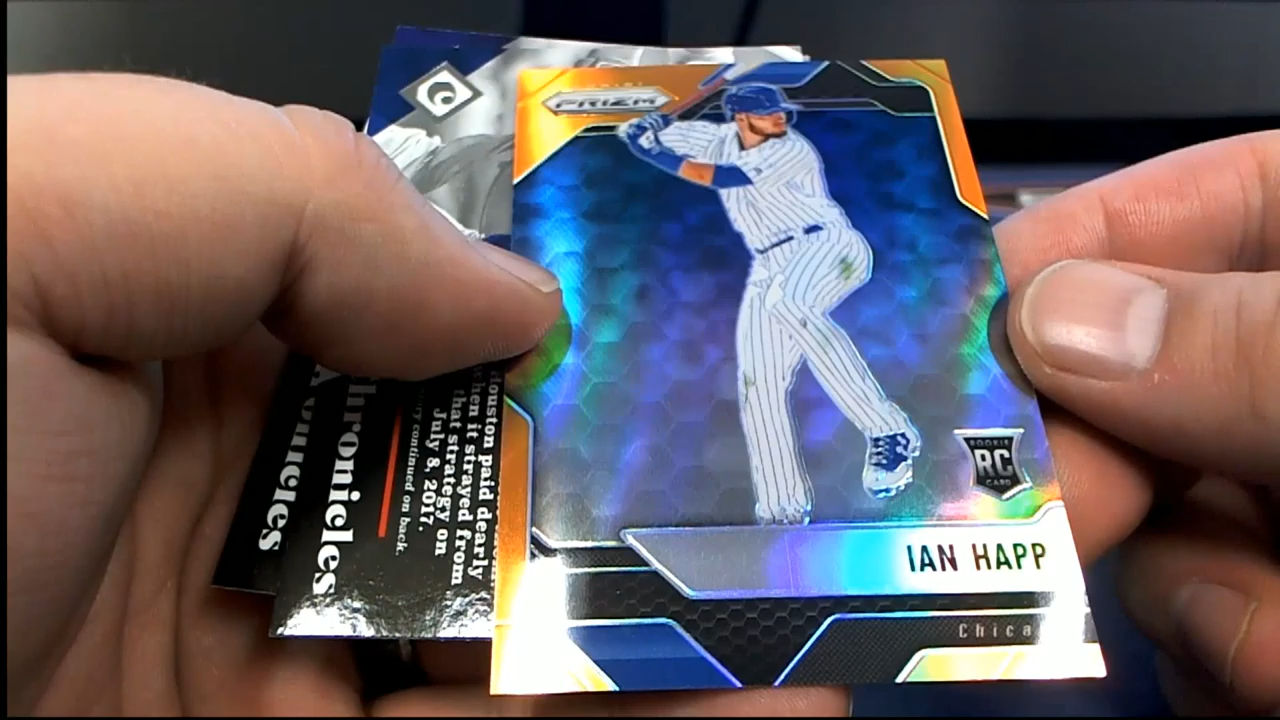 PRIZM
ROOKIE
RC
CARD
IAN HAPP
Chica
Houston paid dearly
when it strayed from
that strategy on
July 8, 2017.
continued on back.
Chronicles